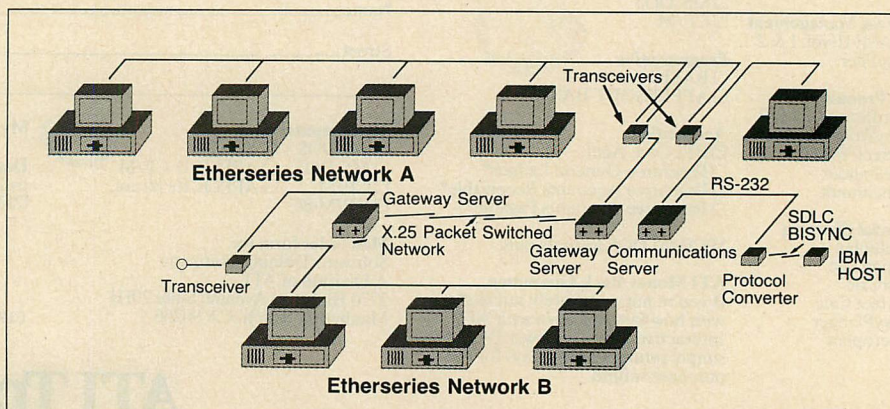 Transceivers
Etherseries Network A
RS-232
Gateway Server
X.25 Packet Switched
Network
Gateway
Server
Communications
Server
SDLC
BISYNC
IBM
HOST
Protocol
Converter
Transceiver
Etherseries Network B